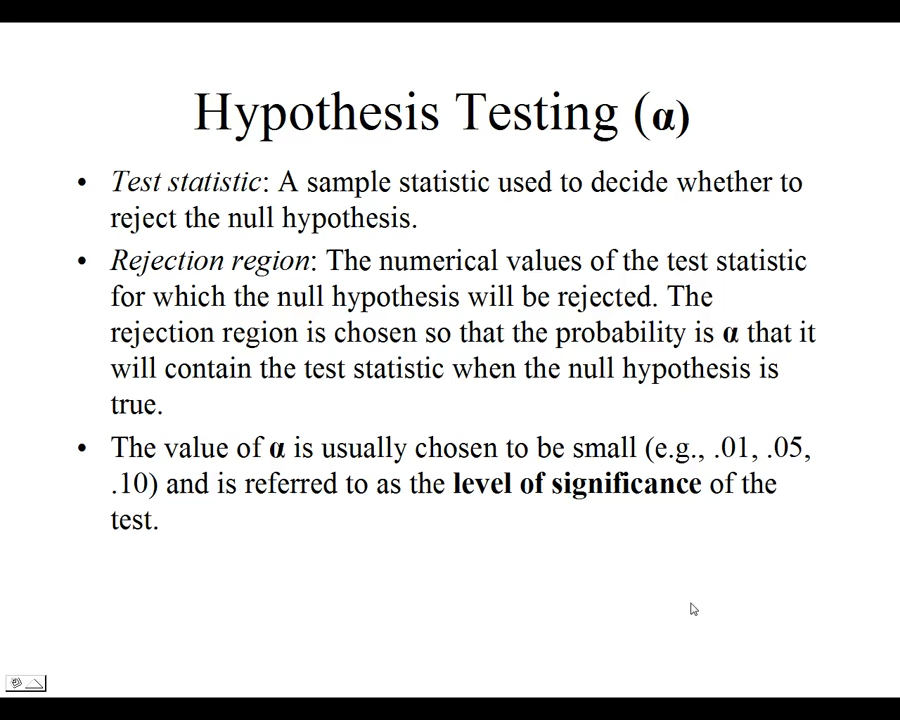 Hypothesis Testing (α)
• Test statistic: A sample statistic used to decide whether to
reject the null hypothesis.
• Rejection region: The numerical values of the test statistic
for which the null hypothesis will be rejected. The
rejection region is chosen so that the probability is α that it
will contain the test statistic when the null hypothesis is
true.
• The value of α is usually chosen to be small (e.g., .01, .05,
.10) and is referred to as the level of significance of the
test.